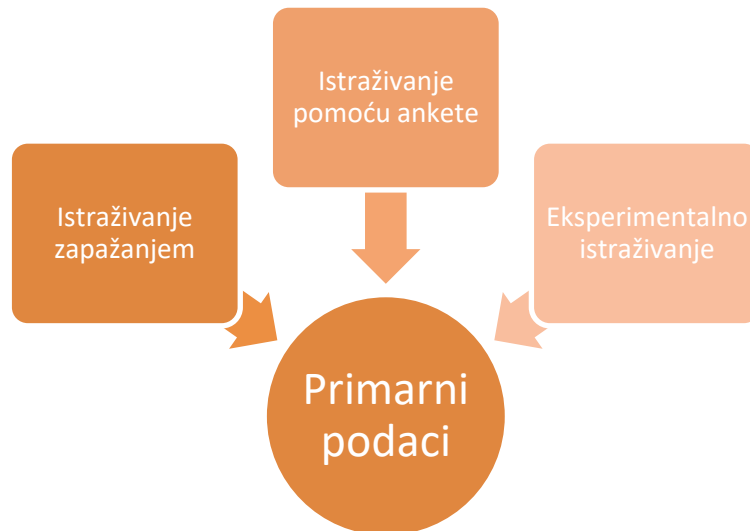 Istraživanje
pomoću ankete
Istraživanje
zapažanjem
Eksperimentalno
istraživanje
Primarni
podaci